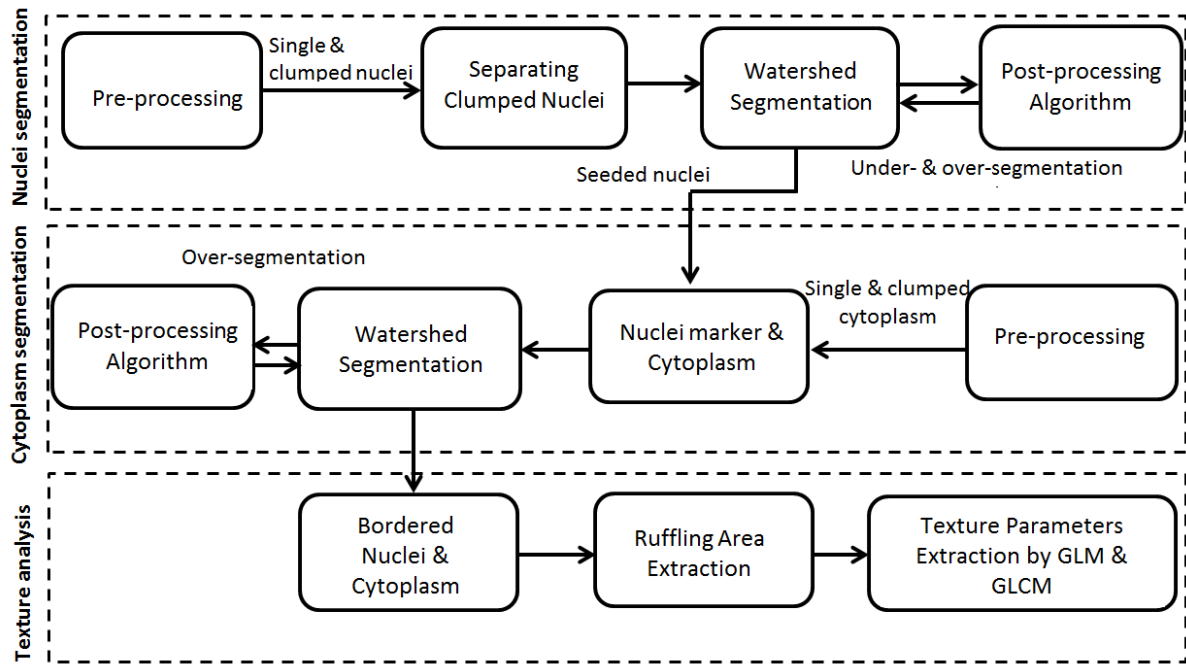 Nuclei segmentation
Pre-processing
Single &
clumped nuclei
Separating
Clumped Nuclei
Watershed
Segmentation
Post-processing
Algorithm
Seeded nuclei
Under- & over-segmentation
Cytoplasm segmentation
Over-segmentation
Post-processing
Algorithm
Watershed
Segmentation
Nuclei marker &
Cytoplasm
Single & clumped
cytoplasm
Pre-processing
Texture analysis
Bordered
Nuclei &
Cytoplasm
Ruffling Area
Extraction
Texture Parameters
Extraction by GLM &
GLCM